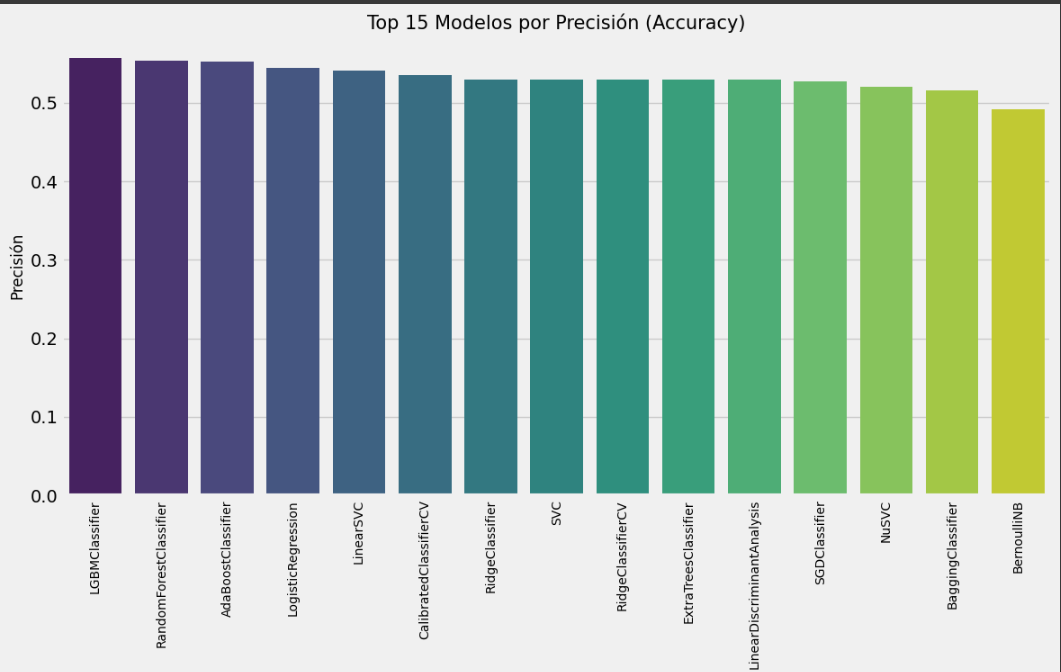 Top 15 Modelos por Precisión (Accuracy)
Precisión
0.5
0.4
0.3
0.2
0.1
0.0
LGBMClassifier
RandomForestClassifier
AdaBoostClassifier
LogisticRegression
LinearSVC
CalibratedClassifierCV
RidgeClassifier
SVC
RidgeClassifierCV
ExtraTreesClassifier
LinearDiscriminantAnalysis
SGDClassifier
NuSVC
BaggingClassifier
BernoulliNB